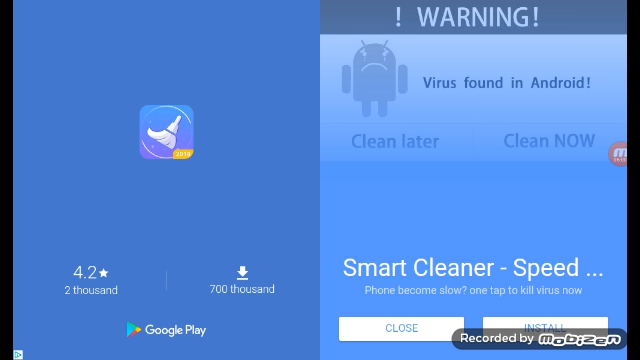 ! WARNING!
Virus found in Android!
Clean later
Clean NOW
2019
4.2★
2 thousand
700 thousand
Google Play
Smart Cleaner - Speed ...
Phone become slow? one tap to kill virus now
CLOSE
INSTALL
Recorded by Mobizen